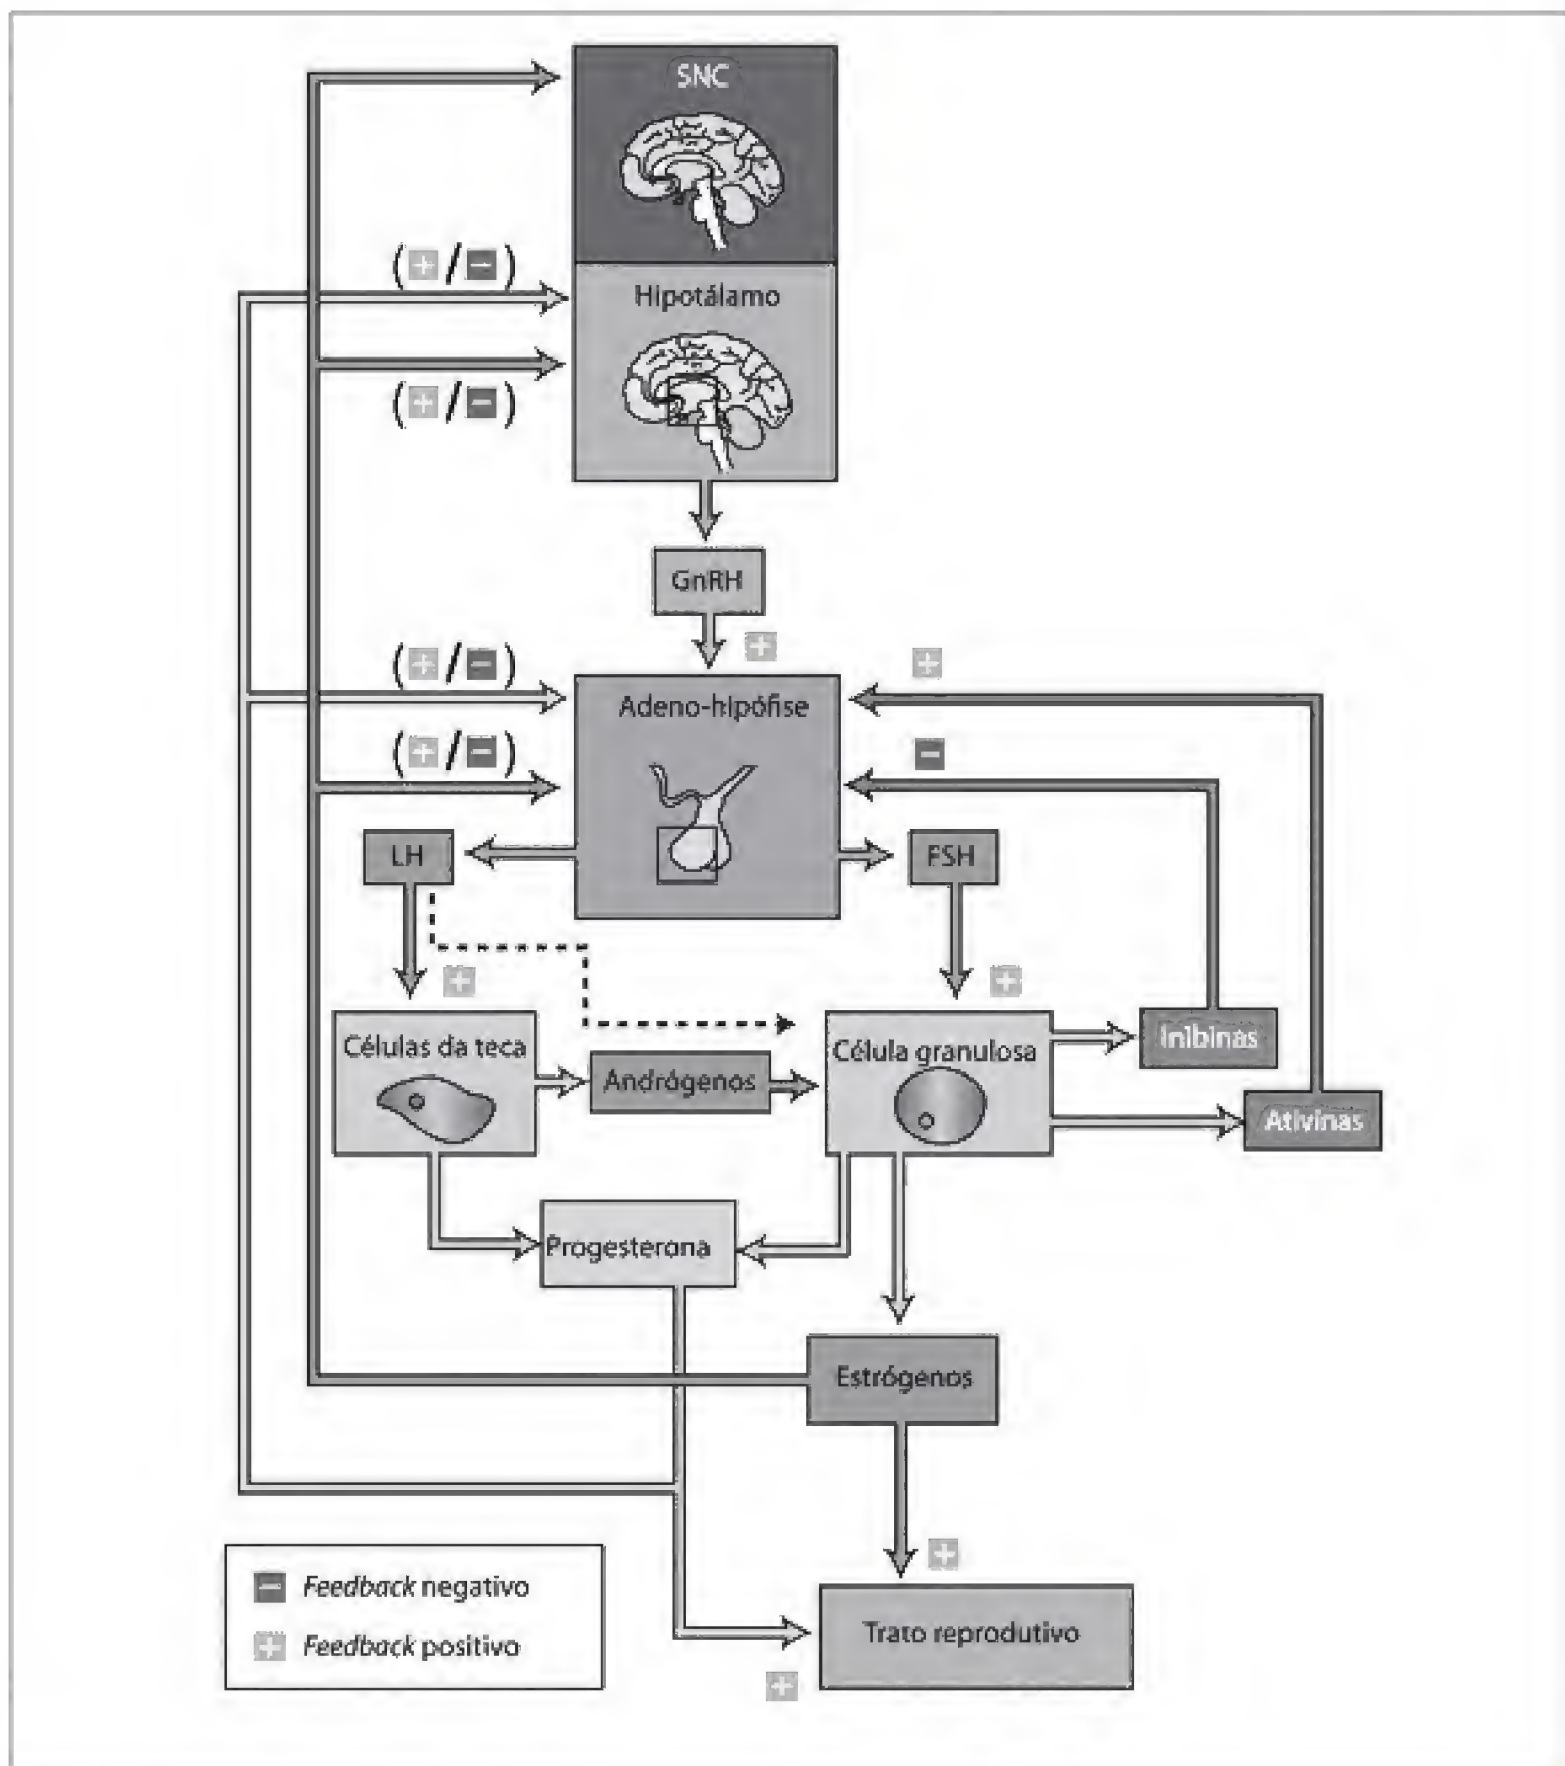 SNC
(+/−)
Hipotálamo
(+/−)
GnRH
+
(+/−)
+
Adeno-hipófise
(+/−)
−
LH
FSH
+
+
Células da teca
Andrógenos
Célula granulosa
Inibinas
Ativinas
Progesterona
Estrógenos
+
− Feedback negativo
+ Feedback positivo
Trato reprodutivo
+